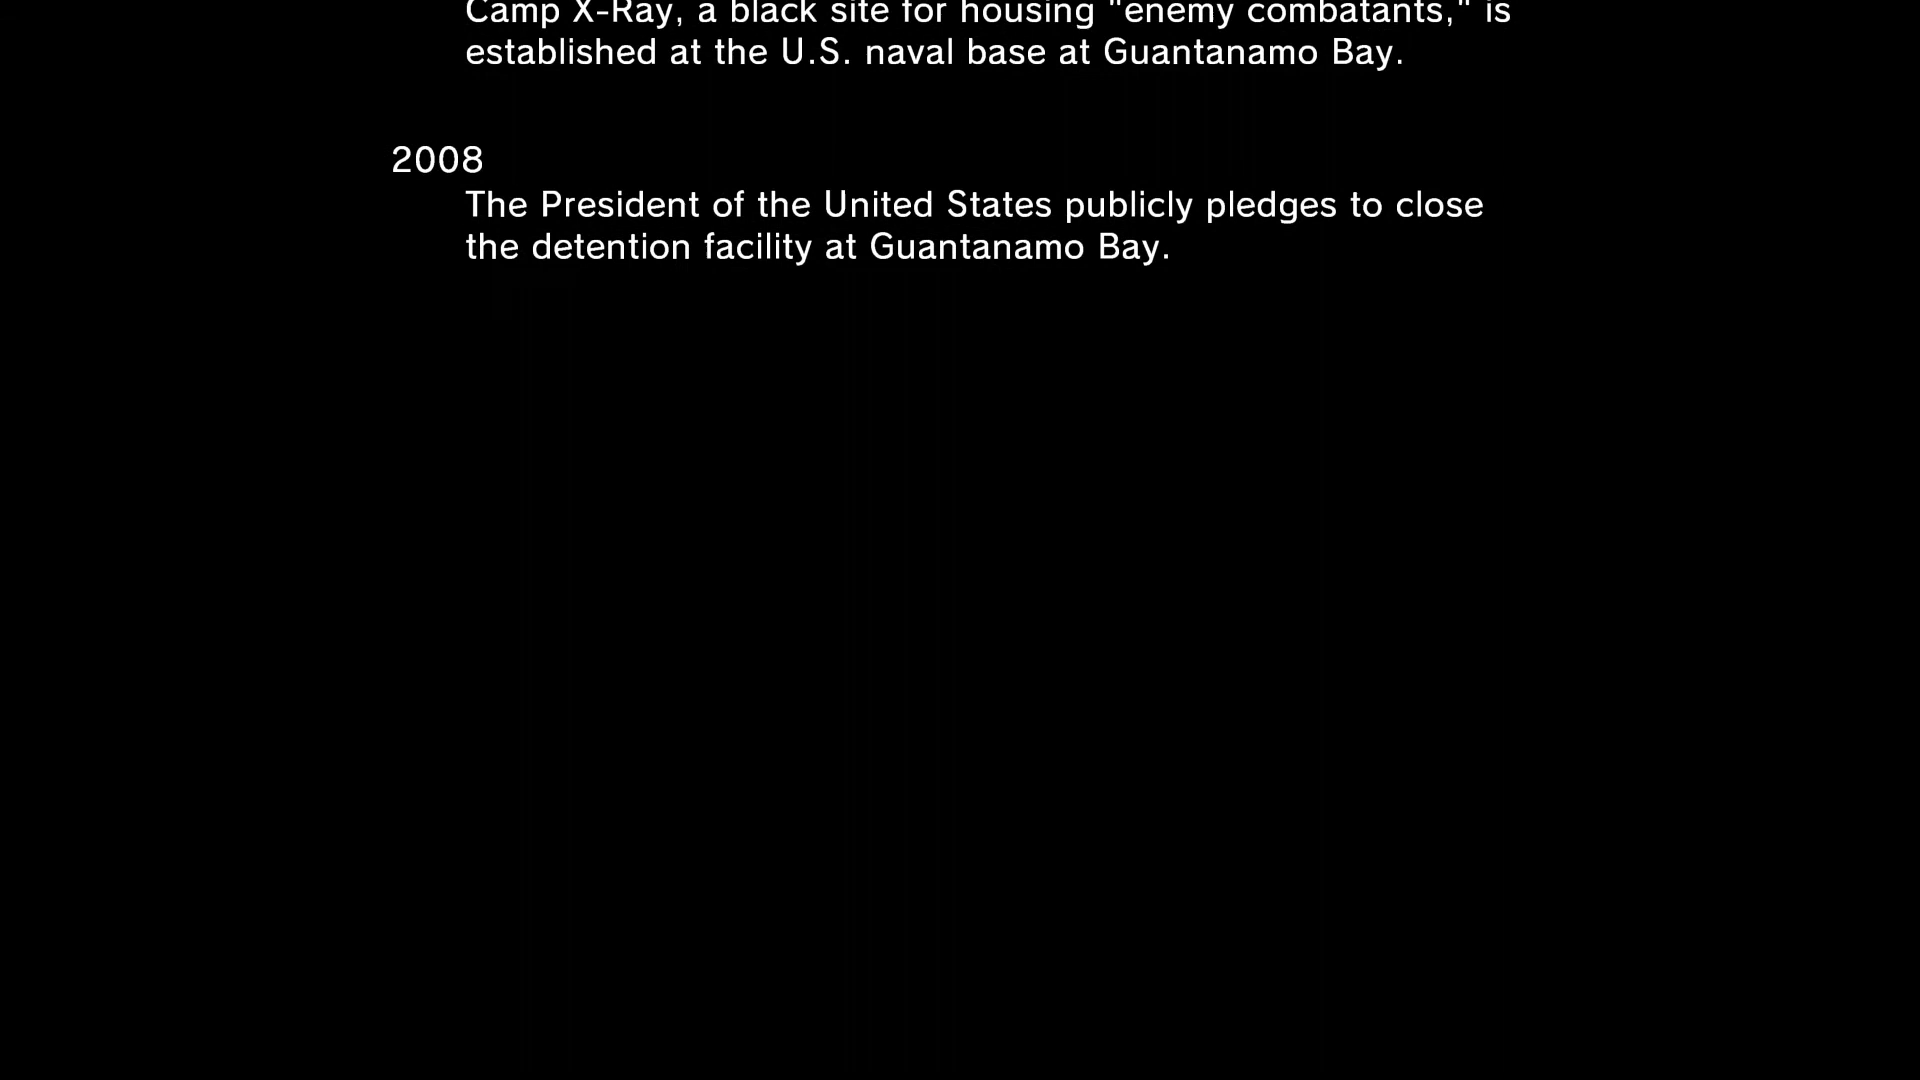 Camp X-Ray, a black site for housing "enemy combatants," is
established at the U.S. naval base at Guantanamo Bay.
2008
The President of the United States publicly pledges to close
the detention facility at Guantanamo Bay.